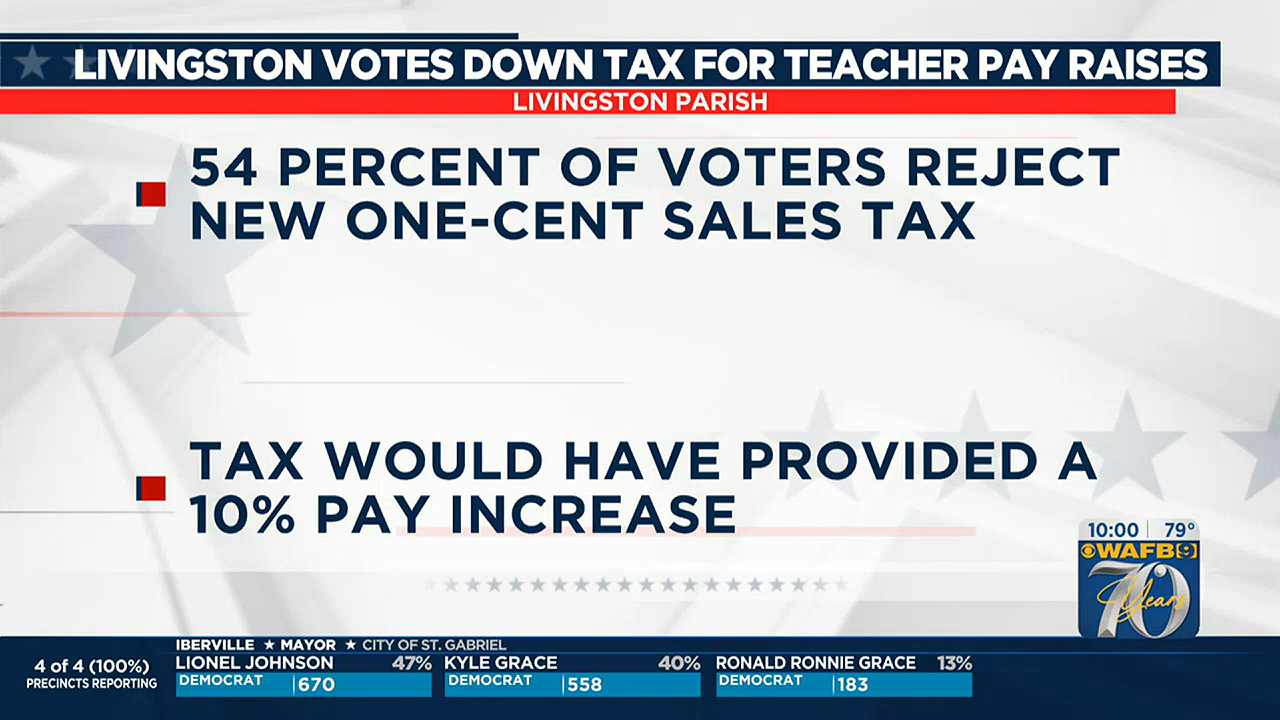 LIVINGSTON VOTES DOWN TAX FOR TEACHER PAY RAISES
LIVINGSTON PARISH
54 PERCENT OF VOTERS REJECT
NEW ONE-CENT SALES TAX
TAX WOULD HAVE PROVIDED A
10% PAY INCREASE
10:00 79°
WAFB 9
70
Years
IBERVILLE ★ MAYOR ★ CITY OF ST. GABRIEL
4 of 4 (100%)
PRECINCTS REPORTING
LIONEL JOHNSON 47%
DEMOCRAT 670
KYLE GRACE 40%
DEMOCRAT 558
RONALD RONNIE GRACE 13%
DEMOCRAT 183